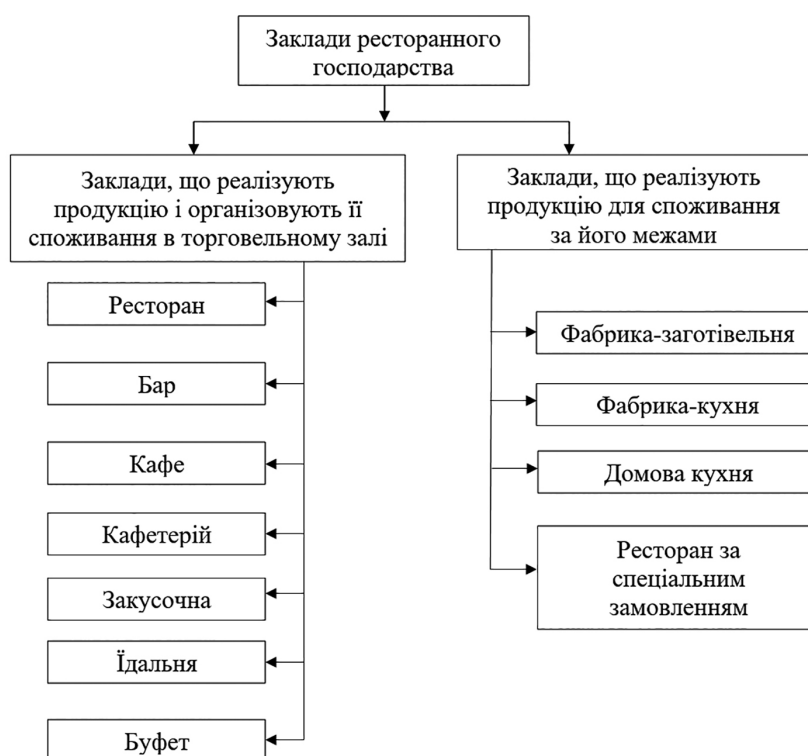 Заклади ресторанного
господарства
Заклади, що реалізують
продукцію і організовують її
споживання в торговельному залі
Ресторан
Бар
Кафе
Кафетерій
Закусочна
Їдальня
Буфет
Заклади, що реалізують
продукцію для споживання
за його межами
Фабрика-заготівельня
Фабрика-кухня
Домова кухня
Ресторан за
спеціальним
замовленням